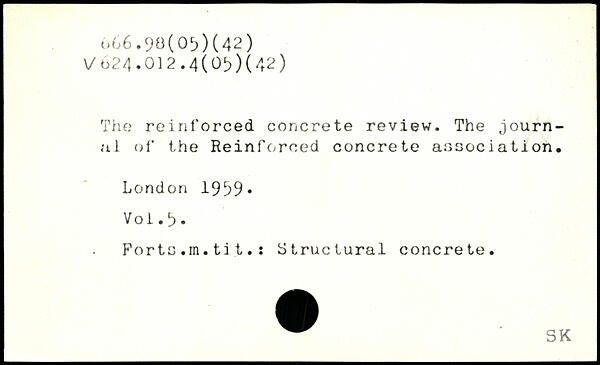 666.98(05)(42)
V624.012.4(05)(42)
The reinforced concrete review. The journ-
al of the Reinforced concrete association.
London 1959.
Vol.5.
Forts.m.tit.: Structural concrete.
SK